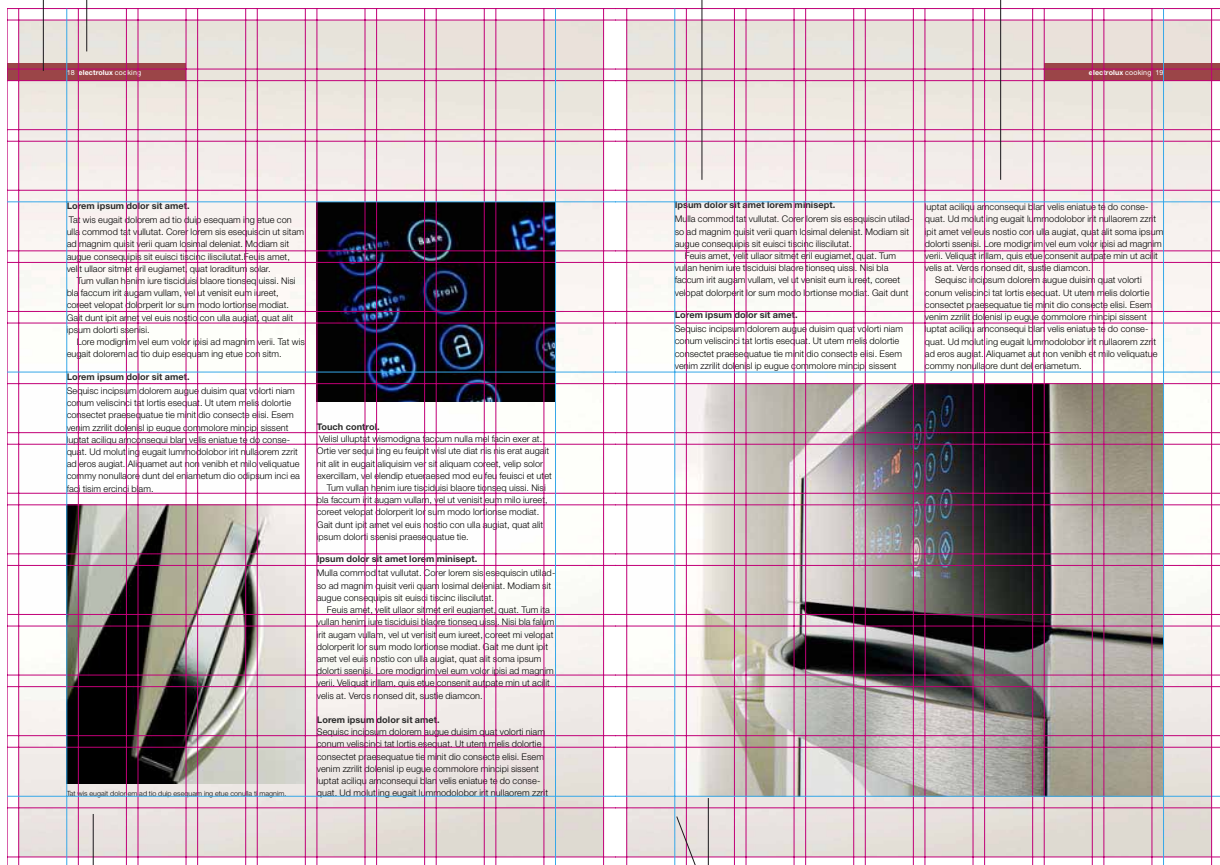 18 electrolux cooking
electrolux cooking 19
Lorem ipsum dolor sit amet.
Tat wis eugait dolorem ad tio duip esequam ing etue con
ulla commod tat vullutat. Corer lorem sis esequiscin ut sitam
ad magnim quisit verii quam losimal deleniat. Modiam sit
augue consequipis sit euisci tiscinc iliscilutat.Feuis amet,
velit ullaor sitmet eril eugiamet, quat loraditum solar.
Tum vullan henim iure tisciduisi blaore tionseq uissi. Nisi
bla faccum irit augam vullam, vel ut venisit eum iureet,
coreet velopat dolorperit lor sum modo lortionse modiat.
Gait dunt ipit amet vel euis nostio con ulla augiat, quat alit
ipsum dolorti ssenisi.
Lore modignim vel eum volor ipisi ad magnim verii. Tat wis
eugait dolorem ad tio duip esequam ing etue con sitm.
Lorem ipsum dolor sit amet.
Sequisc incipsum dolorem augue duisim quat volorti niam
conum veliscinci tat lortis esequat. Ut utem melis dolortie
consectet praesequatue tie minit dio consecte elisi. Esem
venim zzrilit dolenisl ip eugue commolore mincipi sissent
luptat aciliqu amconsequi blan velis eniatue te do conse-
quat. Ud molut ing eugait lummodolobor irit nullaorem zzrit
ad eros augiat. Aliquamet aut non venibh et milo veliquatue
commy nonullaore dunt del eniametum dio odipsum inci ea
faci tisim ercinci blam.
Tat wis eugait dolor em ad tio duip esequam ing etue conulla ti magnim.
Convection
Bake
Bake
12:5
Convection
Roast
Broil
Pre
heat
Touch control.
Velisl ulluptat wismodigna faccum nulla mel facin exer at.
Ortie ver sequi ting eu feuipit wisl ute diat nis nis erat augait
nit alit in eugait aliquisim ver sit aliquam coreet, velip solor
exercillam, vel elendip etueraesed mod eu feu feuisci et utet
Tum vullan henim iure tisciduisi blaore tionseq uissi. Nis
bla faccum irit augam vullam, vel ut venisit eum milo iureet,
coreet velopat dolorperit lor sum modo lortionse modiat.
Gait dunt ipit amet vel euis nostio con ulla augiat, quat alit
ipsum dolorti ssenisi praesequatue tie.
Ipsum dolor sit amet lorem minisept.
Mulla commod tat vullutat. Corer lorem sis esequiscin utilad-
so ad magnim quisit verii quam losimal deleniat. Modiam sit
augue consequipis sit euisci tiscinc iliscilutat.
Feuis amet, velit ullaor sitmet eril eugiamet, quat. Tum ita
vullan henim iure tisciduisi blaore tionseq uissi. Nisi bla falum
irit augam vullam, vel ut venisit eum iureet, coreet mi velopat
dolorperit lor sum modo lortionse modiat. Gait me dunt ipit
amet vel euis nostio con ulla augiat, quat alit soma ipsum
dolorti ssenisi. Lore modignim vel eum volor ipisi ad magnim
verii. Veliquat irillam, quis etue consenit autpate min ut acilit
velis at. Veros nonsed dit, sustie diamcon.
Lorem ipsum dolor sit amet.
Sequisc incipsum dolorem augue duisim quat volorti niam
conum veliscinci tat lortis esequat. Ut utem melis dolortie
consectet praesequatue tie minit dio consecte elisi. Esem
venim zzrilit dolenisl ip eugue commolore mincipi sissent
luptat aciliqu amconsequi blan velis eniatue te do conse-
quat. Ud molut ing eugait lummodolobor irit nullaorem zzrit
Ipsum dolor sit amet lorem minisept.
Mulla commod tat vullutat. Corer lorem sis esequiscin utilad-
so ad magnim quisit verii quam losimal deleniat. Modiam sit
augue consequipis sit euisci tiscinc iliscilutat.
Feuis amet, velit ullaor sitmet eril eugiamet, quat. Tum
vullan henim iure tisciduisi blaore tionseq uissi. Nisi bla
faccum irit augam vullam, vel ut venisit eum iureet, coreet
velopat dolorperit lor sum modo lortionse modiat. Gait dunt
Lorem ipsum dolor sit amet.
Sequisc incipsum dolorem augue duisim quat volorti niam
conum veliscinci tat lortis esequat. Ut utem melis dolortie
consectet praesequatue tie minit dio consecte elisi. Esem
venim zzrilit dolenisl ip eugue commolore mincipi sissent
luptat aciliqu amconsequi blan velis eniatue te do conse-
quat. Ud molut ing eugait lummodolobor irit nullaorem zzrit
ipit amet vel euis nostio con ulla augiat, quat alit soma ipsum
dolorti ssenisi. Lore modignim vel eum volor ipisi ad magnim
verii. Veliquat irillam, quis etue consenit autpate min ut acilit
velis at. Veros nonsed dit, sustie diamcon.
Sequisc incipsum dolorem augue duisim quat volorti
conum veliscinci tat lortis esequat. Ut utem melis dolortie
consectet praesequatue tie minit dio consecte elisi. Esem
venim zzrilit dolenisl ip eugue commolore mincipi sissent
luptat aciliqu amconsequi blan velis eniatue te do conse-
quat. Ud molut ing eugait lummodolobor irit nullaorem zzrit
ad eros augiat. Aliquamet aut non venibh et milo veliquatue
commy nonullaore dunt del eniametum.